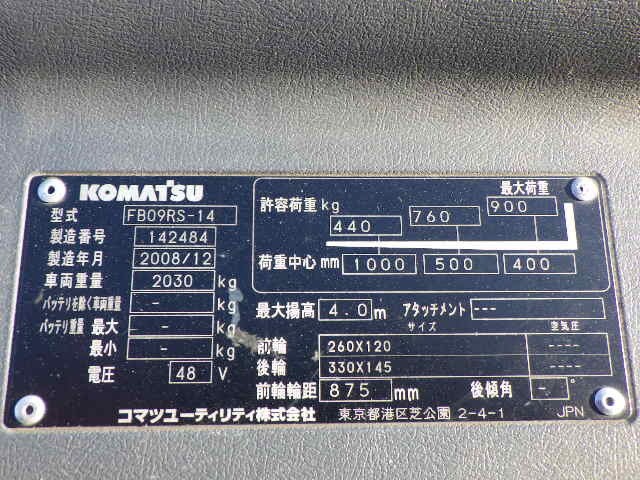 KOMATSU
型式 FB09RS-14
製造番号 142484
製造年月 2008/12
車両重量 2030 kg
バッテリを除く車両重量 - kg
バッテリ重量 最大 - kg
最小 - kg
電圧 48 V
最大荷重
許容荷重 kg 440 760 900
荷重中心 mm 1000 500 400
最大揚高 4.0 m アタッチメント ---
サイズ 空気圧
前輪 260X120 ----
後輪 330X145 ----
前輪輪距 875 mm 後傾角 - °
コマツユーティリティ株式会社 東京都港区芝公園 2-4-1 JPN